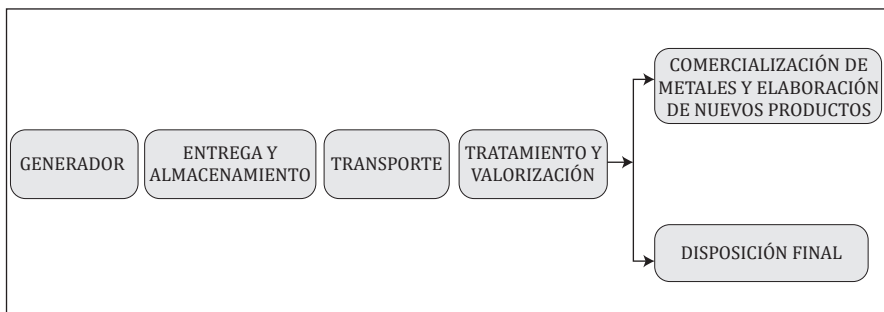 GENERADOR
ENTREGA Y
ALMACENAMIENTO
TRANSPORTE
TRATAMIENTO Y
VALORIZACIÓN
COMERCIALIZACIÓN DE
METALES Y ELABORACIÓN
DE NUEVOS PRODUCTOS
DISPOSICIÓN FINAL